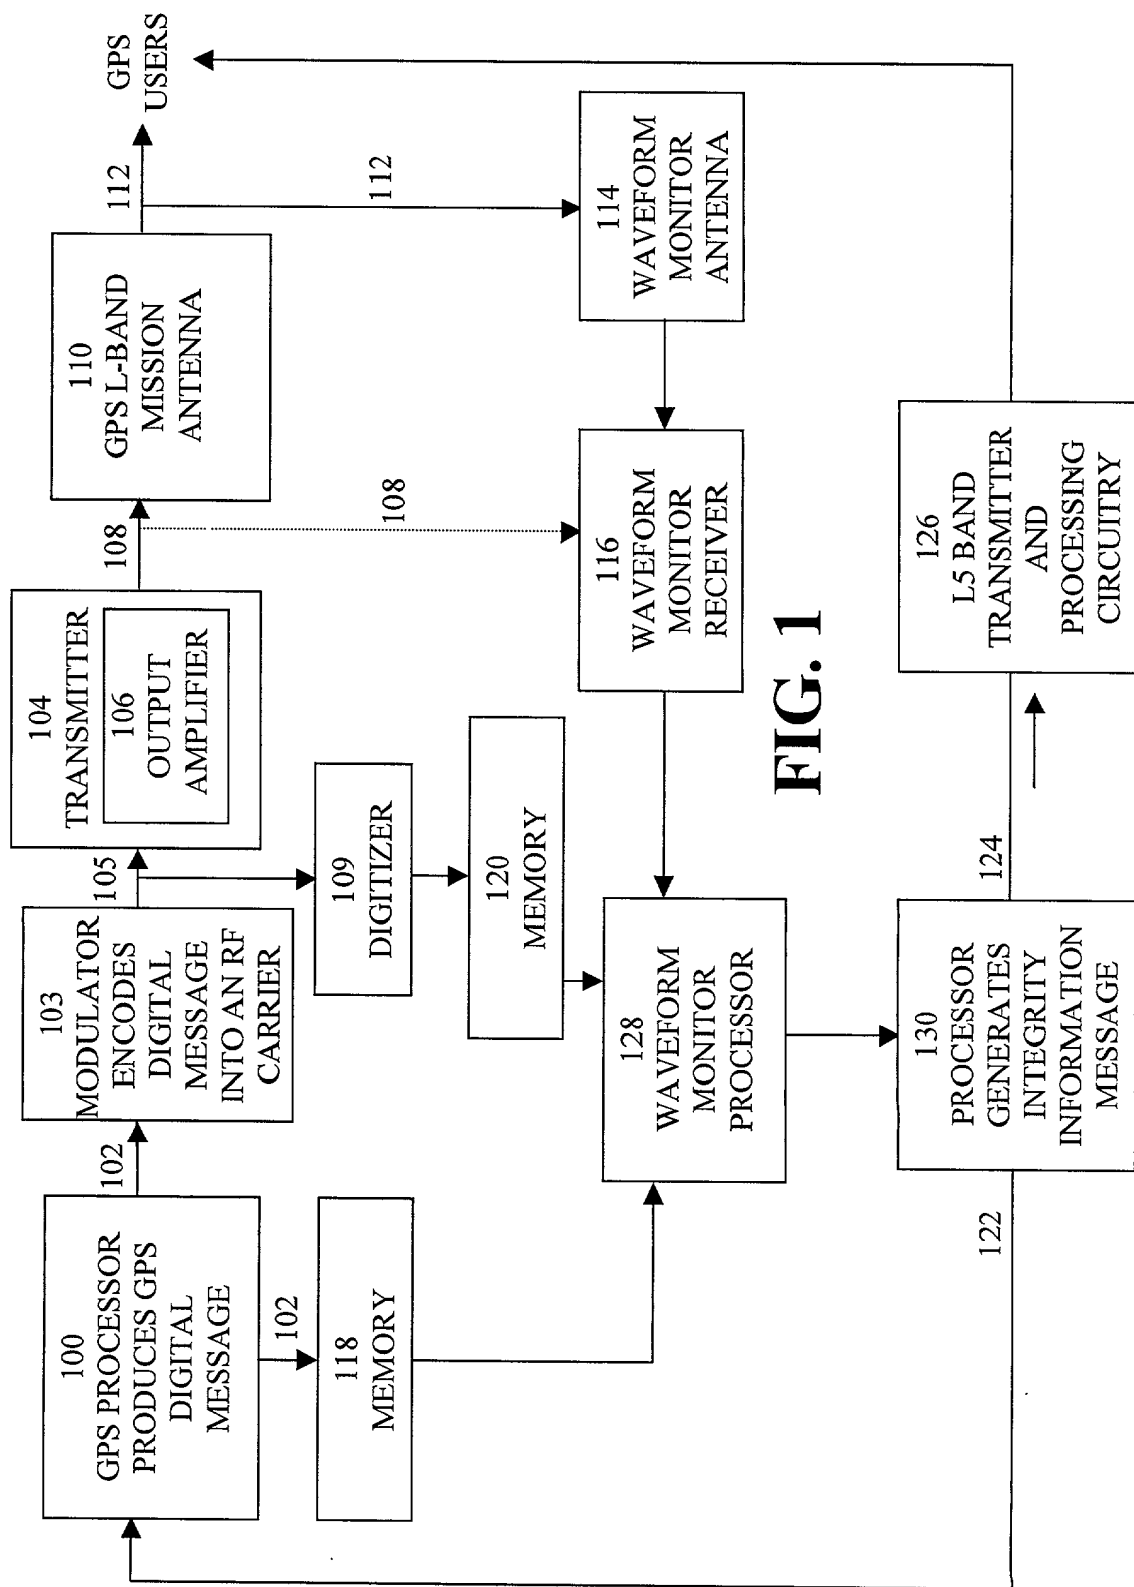 100
GPS PROCESSOR
PRODUCES GPS
DIGITAL
MESSAGE
102
103
MODULATOR
ENCODES
DIGITAL
MESSAGE
INTO AN RF
CARRIER
105
104
TRANSMITTER
106
OUTPUT
AMPLIFIER
108
110
GPS L-BAND
MISSION
ANTENNA
112
GPS
USERS
102
118
MEMORY
109
DIGITIZER
120
MEMORY
108
112
128
WAVEFORM
MONITOR
PROCESSOR
116
WAVEFORM
MONITOR
RECEIVER
114
WAVEFORM
MONITOR
ANTENNA
FIG. 1
122
130
PROCESSOR
GENERATES
INTEGRITY
INFORMATION
MESSAGE
124
126
L5 BAND
TRANSMITTER
AND
PROCESSING
CIRCUITRY